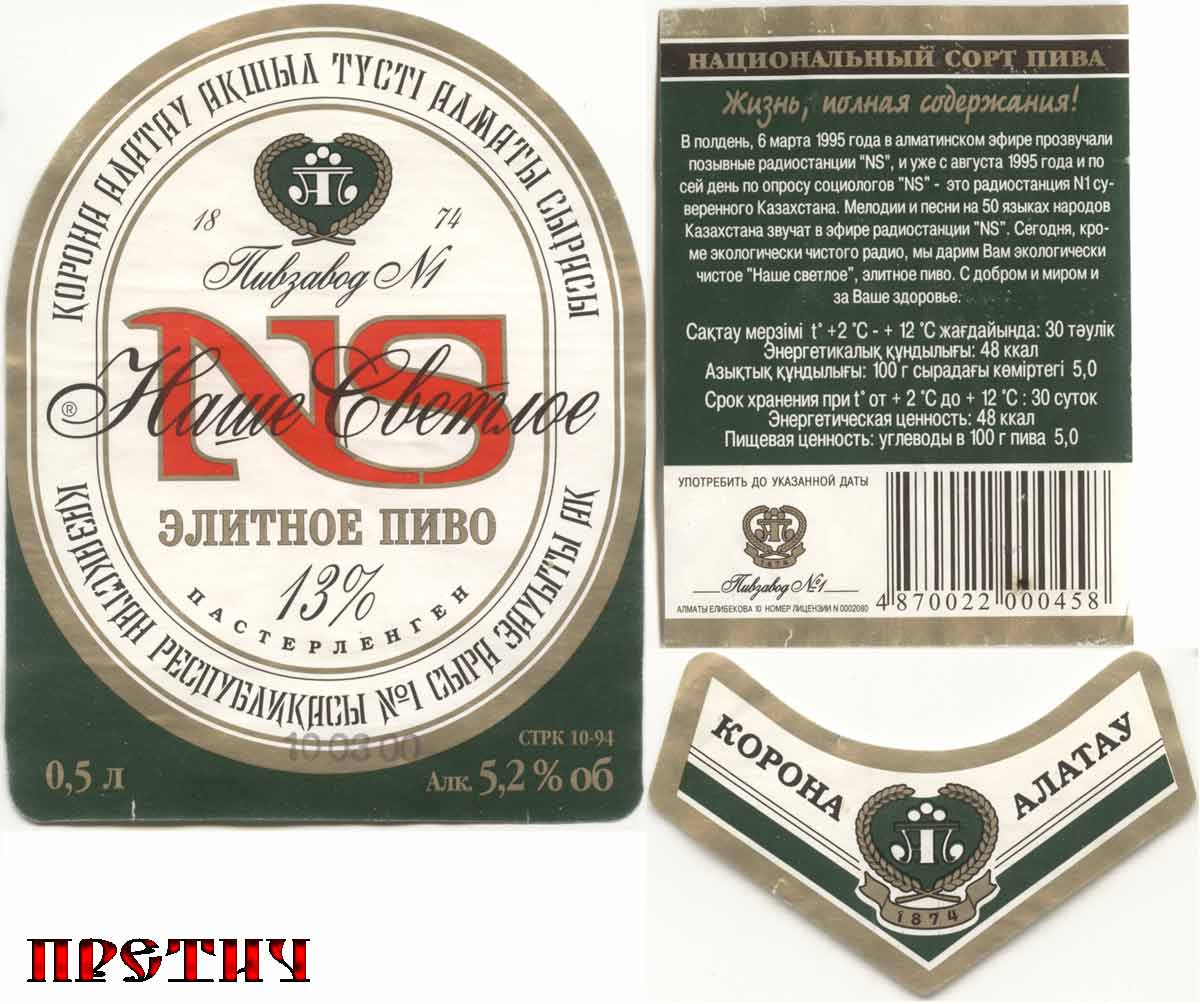 ҚОРОНА АЛАТАУ АҚШЫЛ ТҮСТІ АЛМАТЫ СЫРАСЫ
18 74
Пивзавод №1
NS
® Наше Светлое
ЭЛИТНОЕ ПИВО
13%
ПАСТЕРЛЕНГЕН
ҚАЗАҚСТАН РЕСПУБЛИКАСЫ №1 СЫРА ЗАУЫТЫ АҚ
10 03 00
0,5 л
СТРК 10-94
Алк. 5,2 % об
НАЦИОНАЛЬНЫЙ СОРТ ПИВА
Жизнь, полная содержания!
В полдень, 6 марта 1995 года в алматинском эфире прозвучали
позывные радиостанции "NS", и уже с августа 1995 года и по
сей день по опросу социологов "NS" - это радиостанция N1 су-
веренного Казахстана. Мелодии и песни на 50 языках народов
Казахстана звучат в эфире радиостанции "NS". Сегодня, кро-
ме экологически чистого радио, мы дарим Вам экологически
чистое "Наше светлое", элитное пиво. С добром и миром и
за Ваше здоровье.
Сақтау мерзімі t° +2 °C - + 12 °C жағдайында: 30 тәулік
Энергетикалық құндылығы: 48 ккал
Азықтық құндылығы: 100 г сырадағы көміртегі 5,0
Срок хранения при t° от + 2 °C до + 12 °C : 30 суток
Энергетическая ценность: 48 ккал
Пищевая ценность: углеводы в 100 г пива 5,0
УПОТРЕБИТЬ ДО УКАЗАННОЙ ДАТЫ
1874
Пивзавод №1
АЛМАТЫ ЕЛИБЕКОВА 10 НОМЕР ЛИЦЕНЗИИ N 0002060
4 870022 000458
КОРОНА АЛАТАУ
1874
ПРЕТИЧ